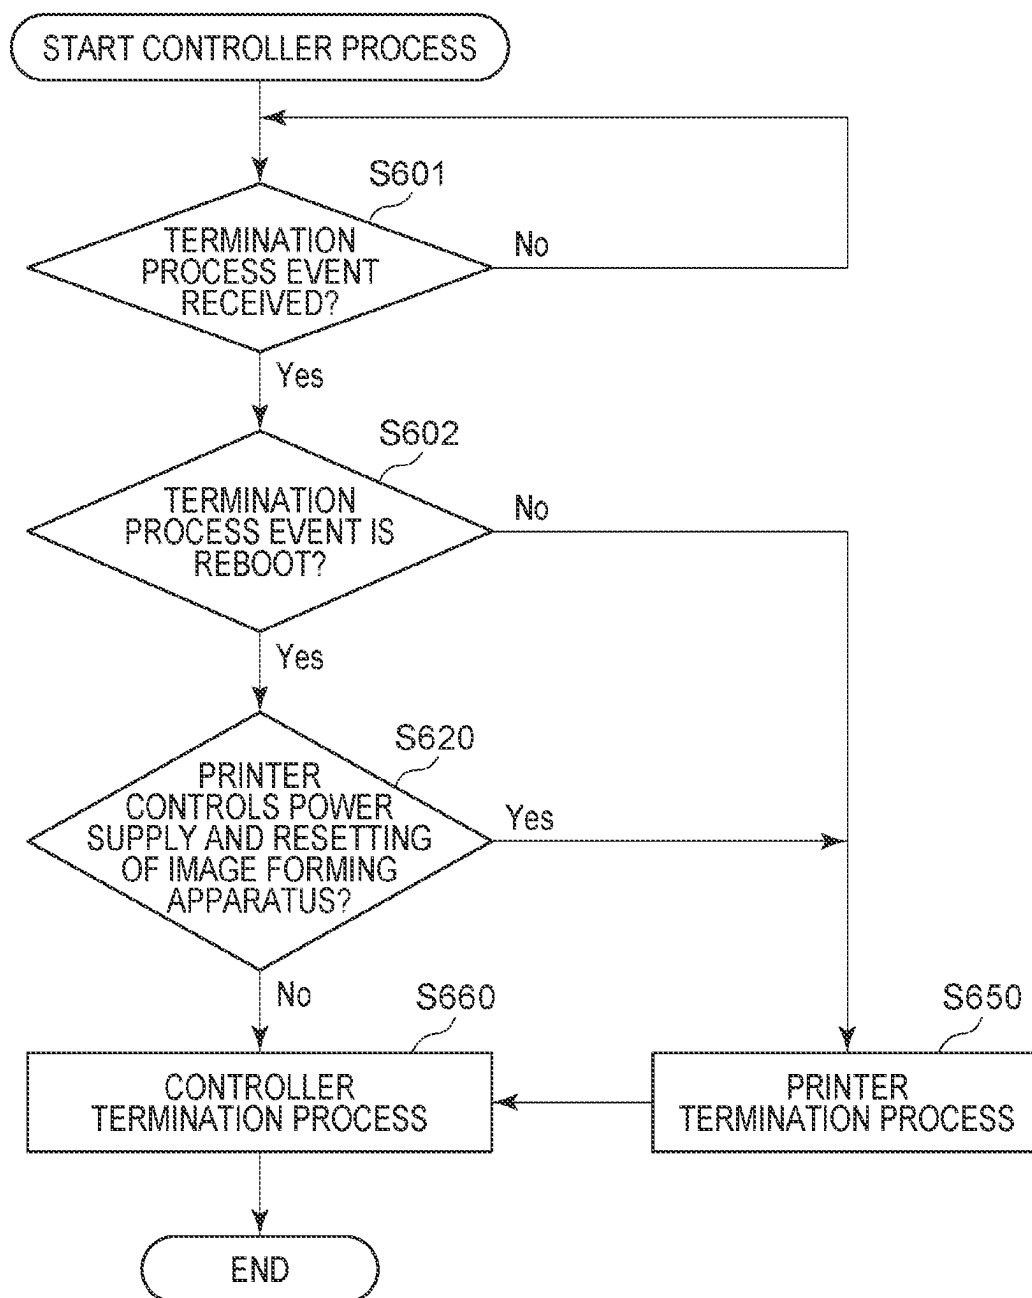 START CONTROLLER PROCESS
S601
TERMINATION
PROCESS EVENT
RECEIVED?
No
Yes
S602
TERMINATION
PROCESS EVENT IS
REBOOT?
No
Yes
S620
PRINTER
CONTROLS POWER
SUPPLY AND RESETTING
OF IMAGE FORMING
APPARATUS?
Yes
No
S660
CONTROLLER
TERMINATION PROCESS
S650
PRINTER
TERMINATION PROCESS
END